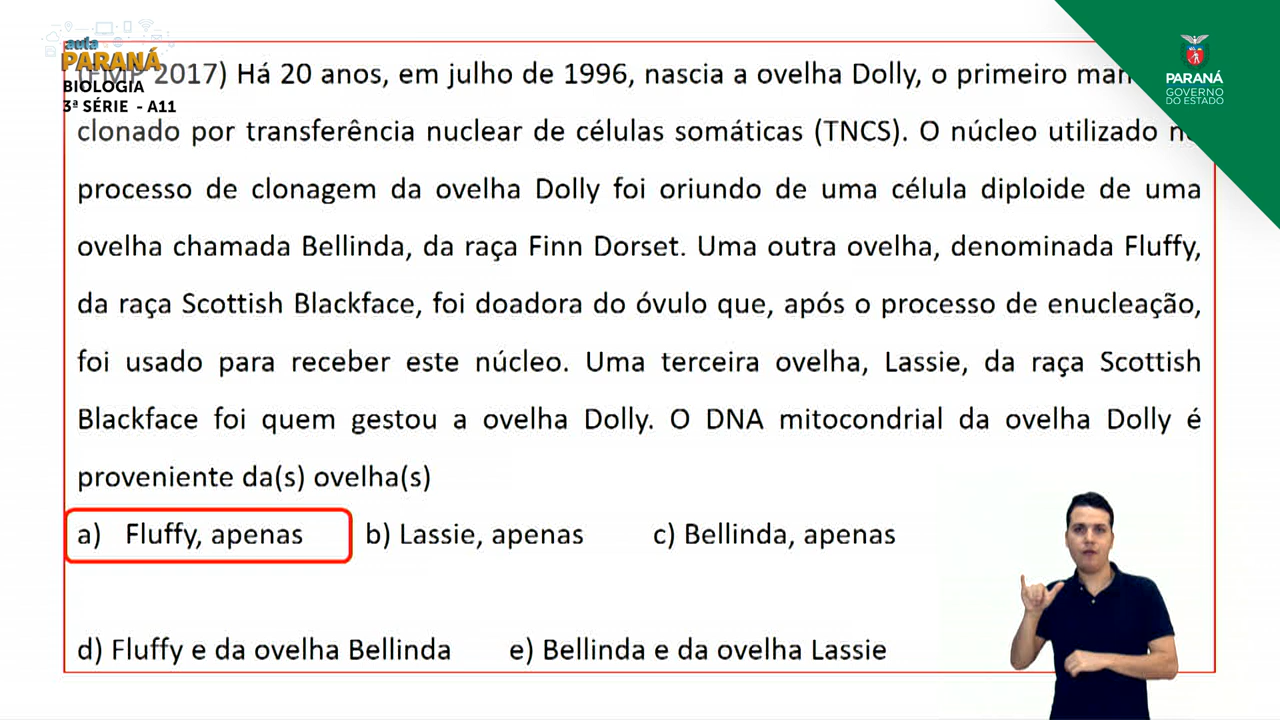 aula
PARANÁ
BIOLOGIA
3ª SÉRIE - A11
PARANÁ
GOVERNO
DO ESTADO
2017) Há 20 anos, em julho de 1996, nascia a ovelha Dolly, o primeiro
clonado por transferência nuclear de células somáticas (TNCS). O núcleo utilizado
processo de clonagem da ovelha Dolly foi oriundo de uma célula diploide de uma
ovelha chamada Bellinda, da raça Finn Dorset. Uma outra ovelha, denominada Fluffy,
da raça Scottish Blackface, foi doadora do óvulo que, após o processo de enucleação,
foi usado para receber este núcleo. Uma terceira ovelha, Lassie, da raça Scottish
Blackface foi quem gestou a ovelha Dolly. O DNA mitocondrial da ovelha Dolly é
proveniente da(s) ovelha(s)
a) Fluffy, apenas b) Lassie, apenas c) Bellinda, apenas
d) Fluffy e da ovelha Bellinda e) Bellinda e da ovelha Lassie